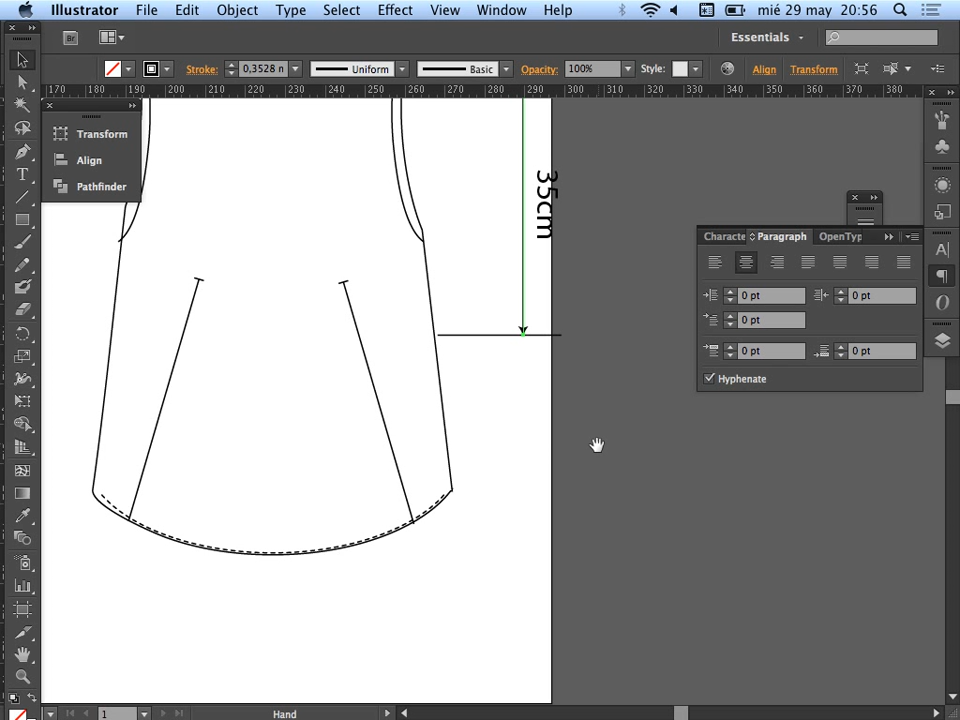 Illustrator File Edit Object Type Select Effect View Window Help mié 29 may 20:56
Br Essentials
Stroke: 0,3528 n Uniform Basic Opacity: 100% Style: Align Transform
170 180 190 200 210 220 230 240 250 260 270 280 290 300 310 320 330 340 350 360 370 380
Transform
Align
Pathfinder
35cm
Characte Paragraph OpenTyp
0 pt 0 pt
0 pt
0 pt 0 pt
Hyphenate
1 Hand